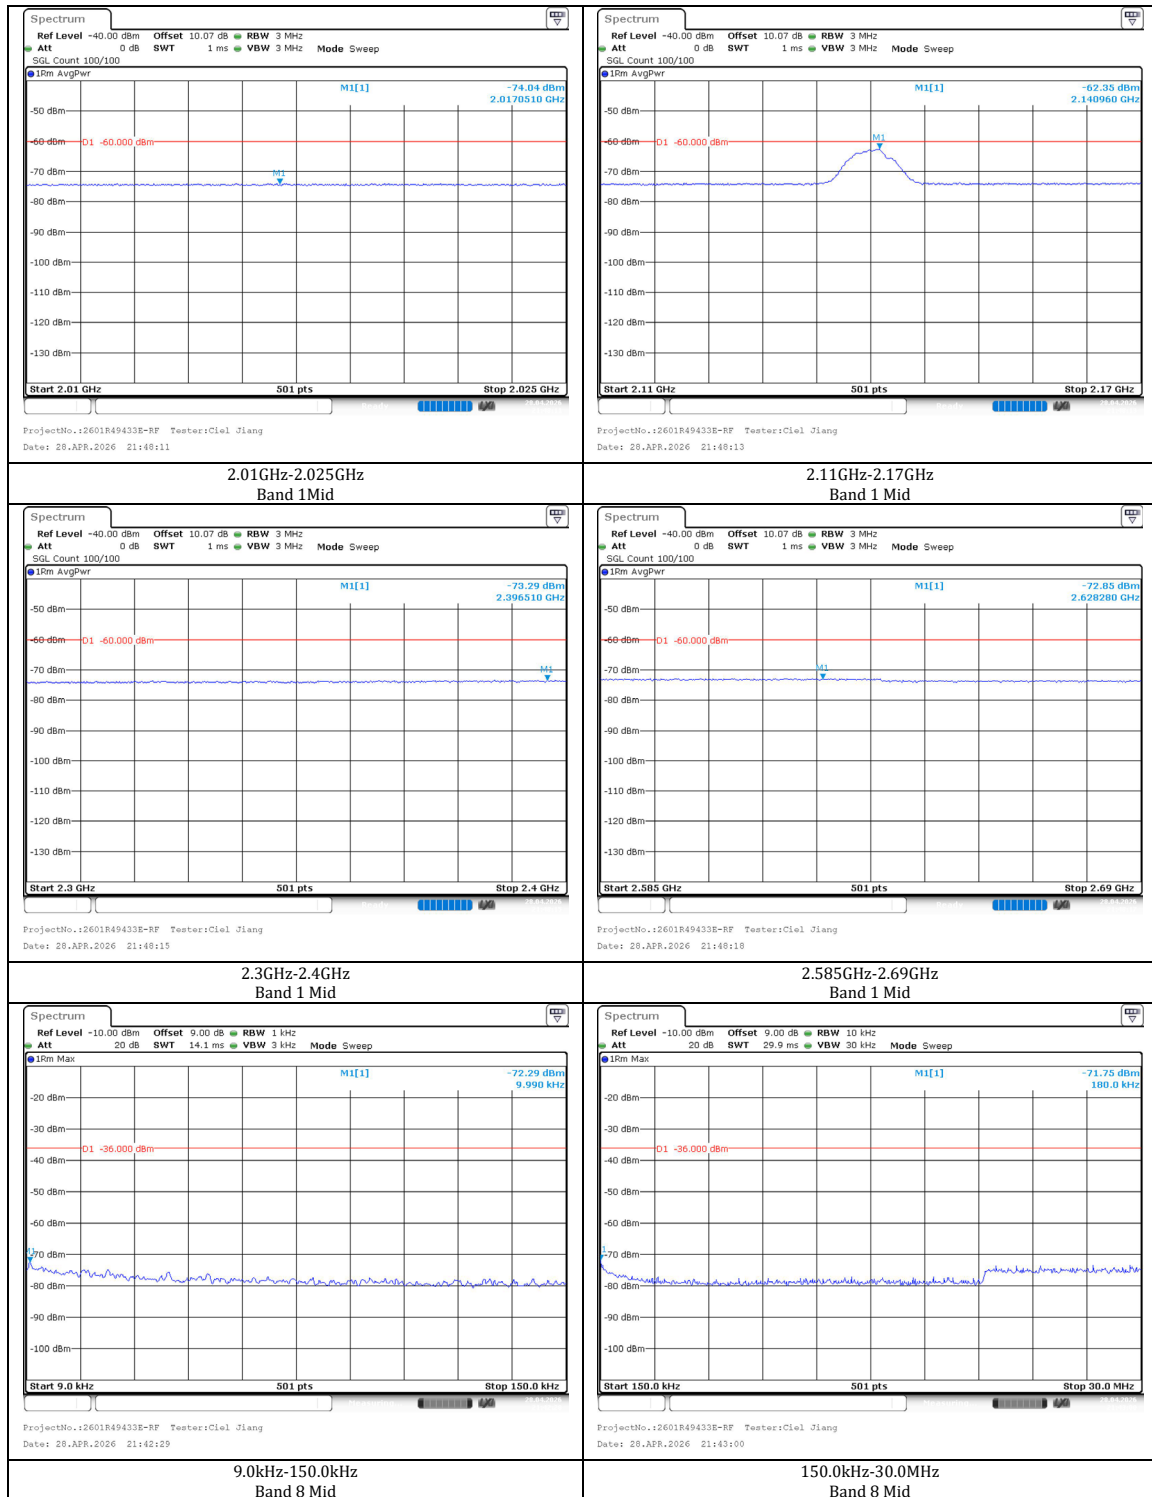 Spectrum
Ref Level -40.00 dBm Offset 10.07 dB RBW 3 MHz
Att 0 dB SWT 1 ms VBW 3 MHz Mode Sweep
SGL Count 100/100
1Rm AvgPwr
M1[1] -74.04 dBm
2.0170510 GHz
-50 dBm
-60 dBm D1 -60.000 dBm
M1
-70 dBm
-80 dBm
-90 dBm
-100 dBm
-110 dBm
-120 dBm
-130 dBm
Start 2.01 GHz 501 pts Stop 2.025 GHz
ProjectNo.:2601R49433E-RF Tester:Ciel Jiang
Date: 28.APR.2026 21:48:11
2.01GHz-2.025GHz
Band 1Mid
Spectrum
Ref Level -40.00 dBm Offset 10.07 dB RBW 3 MHz
Att 0 dB SWT 1 ms VBW 3 MHz Mode Sweep
SGL Count 100/100
1Rm AvgPwr
M1[1] -62.35 dBm
2.140960 GHz
-50 dBm
-60 dBm D1 -60.000 dBm
M1
-70 dBm
-80 dBm
-90 dBm
-100 dBm
-110 dBm
-120 dBm
-130 dBm
Start 2.11 GHz 501 pts Stop 2.17 GHz
ProjectNo.:2601R49433E-RF Tester:Ciel Jiang
Date: 28.APR.2026 21:48:13
2.11GHz-2.17GHz
Band 1 Mid
Spectrum
Ref Level -40.00 dBm Offset 10.07 dB RBW 3 MHz
Att 0 dB SWT 1 ms VBW 3 MHz Mode Sweep
SGL Count 100/100
1Rm AvgPwr
M1[1] -73.29 dBm
2.396510 GHz
-50 dBm
-60 dBm D1 -60.000 dBm
M1
-70 dBm
-80 dBm
-90 dBm
-100 dBm
-110 dBm
-120 dBm
-130 dBm
Start 2.3 GHz 501 pts Stop 2.4 GHz
ProjectNo.:2601R49433E-RF Tester:Ciel Jiang
Date: 28.APR.2026 21:48:15
2.3GHz-2.4GHz
Band 1 Mid
Spectrum
Ref Level -40.00 dBm Offset 10.07 dB RBW 3 MHz
Att 0 dB SWT 1 ms VBW 3 MHz Mode Sweep
SGL Count 100/100
1Rm AvgPwr
M1[1] -72.85 dBm
2.628280 GHz
-50 dBm
-60 dBm D1 -60.000 dBm
M1
-70 dBm
-80 dBm
-90 dBm
-100 dBm
-110 dBm
-120 dBm
-130 dBm
Start 2.585 GHz 501 pts Stop 2.69 GHz
ProjectNo.:2601R49433E-RF Tester:Ciel Jiang
Date: 28.APR.2026 21:48:18
2.585GHz-2.69GHz
Band 1 Mid
Spectrum
Ref Level -10.00 dBm Offset 9.00 dB RBW 1 kHz
Att 20 dB SWT 14.1 ms VBW 3 kHz Mode Sweep
1Rm Max
M1[1] -72.29 dBm
9.990 kHz
-20 dBm
-30 dBm
D1 -36.000 dBm
-40 dBm
-50 dBm
-60 dBm
-70 dBm
-80 dBm
-90 dBm
-100 dBm
Start 9.0 kHz 501 pts Stop 150.0 kHz
ProjectNo.:2601R49433E-RF Tester:Ciel Jiang
Date: 28.APR.2026 21:42:29
9.0kHz-150.0kHz
Band 8 Mid
Spectrum
Ref Level -10.00 dBm Offset 9.00 dB RBW 10 kHz
Att 20 dB SWT 29.9 ms VBW 30 kHz Mode Sweep
1Rm Max
M1[1] -71.75 dBm
180.0 kHz
-20 dBm
-30 dBm
D1 -36.000 dBm
-40 dBm
-50 dBm
-60 dBm
-70 dBm
-80 dBm
-90 dBm
-100 dBm
Start 150.0 kHz 501 pts Stop 30.0 MHz
ProjectNo.:2601R49433E-RF Tester:Ciel Jiang
Date: 28.APR.2026 21:43:00
150.0kHz-30.0MHz
Band 8 Mid